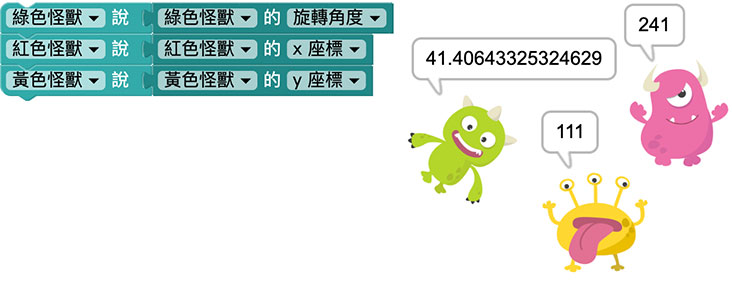 綠色怪獸 說 綠色怪獸 的 旋轉角度
紅色怪獸 說 紅色怪獸 的 x 座標
黃色怪獸 說 黃色怪獸 的 y 座標
241
41.40643325324629
111